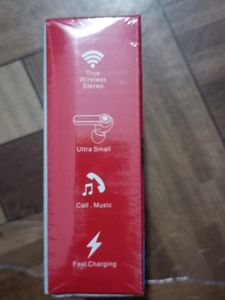 True
Wireless
Stereo
Ultra Small
Call . Music
Fast Charging